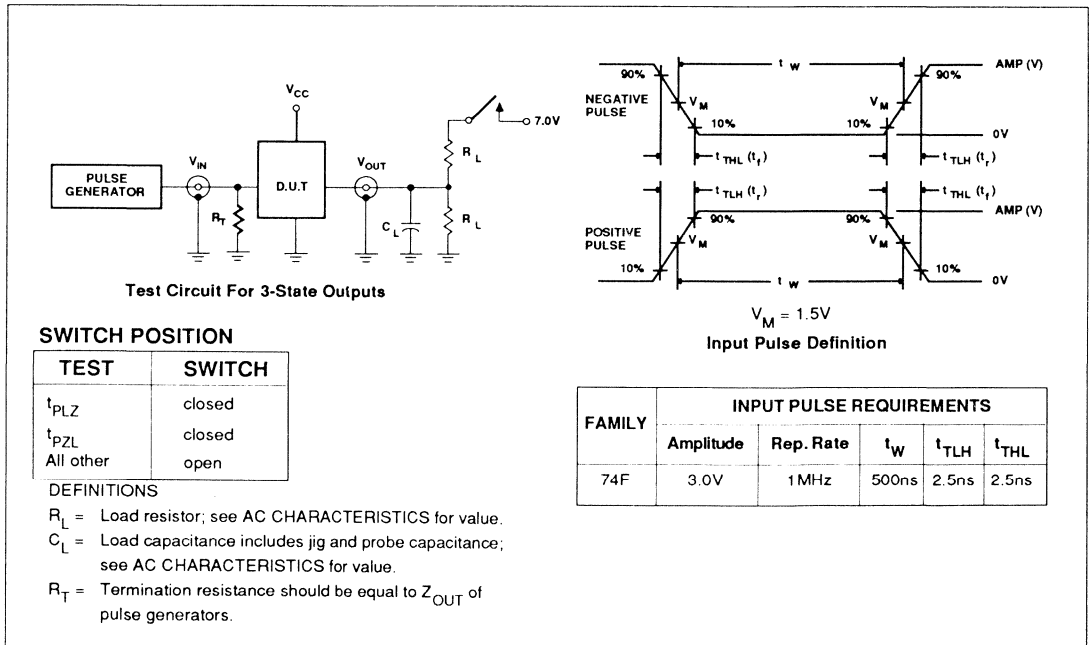 V_CC
7.0V
R_L
V_IN
V_OUT
PULSE
GENERATOR
D.U.T
R_T
C_L
R_L
Test Circuit For 3-State Outputs
t_W
AMP (V)
90%
90%
NEGATIVE
PULSE
V_M
V_M
10%
10%
0V
t_THL (t_f)
t_TLH (t_r)
t_TLH (t_r)
t_THL (t_f)
AMP (V)
90%
90%
POSITIVE
PULSE
V_M
V_M
10%
10%
t_W
0V
V_M = 1.5V
Input Pulse Definition
SWITCH POSITION
TEST SWITCH
t_PLZ closed
t_PZL closed
All other open
DEFINITIONS
R_L = Load resistor; see AC CHARACTERISTICS for value.
C_L = Load capacitance includes jig and probe capacitance;
see AC CHARACTERISTICS for value.
R_T = Termination resistance should be equal to Z_OUT of
pulse generators.
FAMILY INPUT PULSE REQUIREMENTS
Amplitude Rep. Rate t_W t_TLH t_THL
74F 3.0V 1MHz 500ns 2.5ns 2.5ns